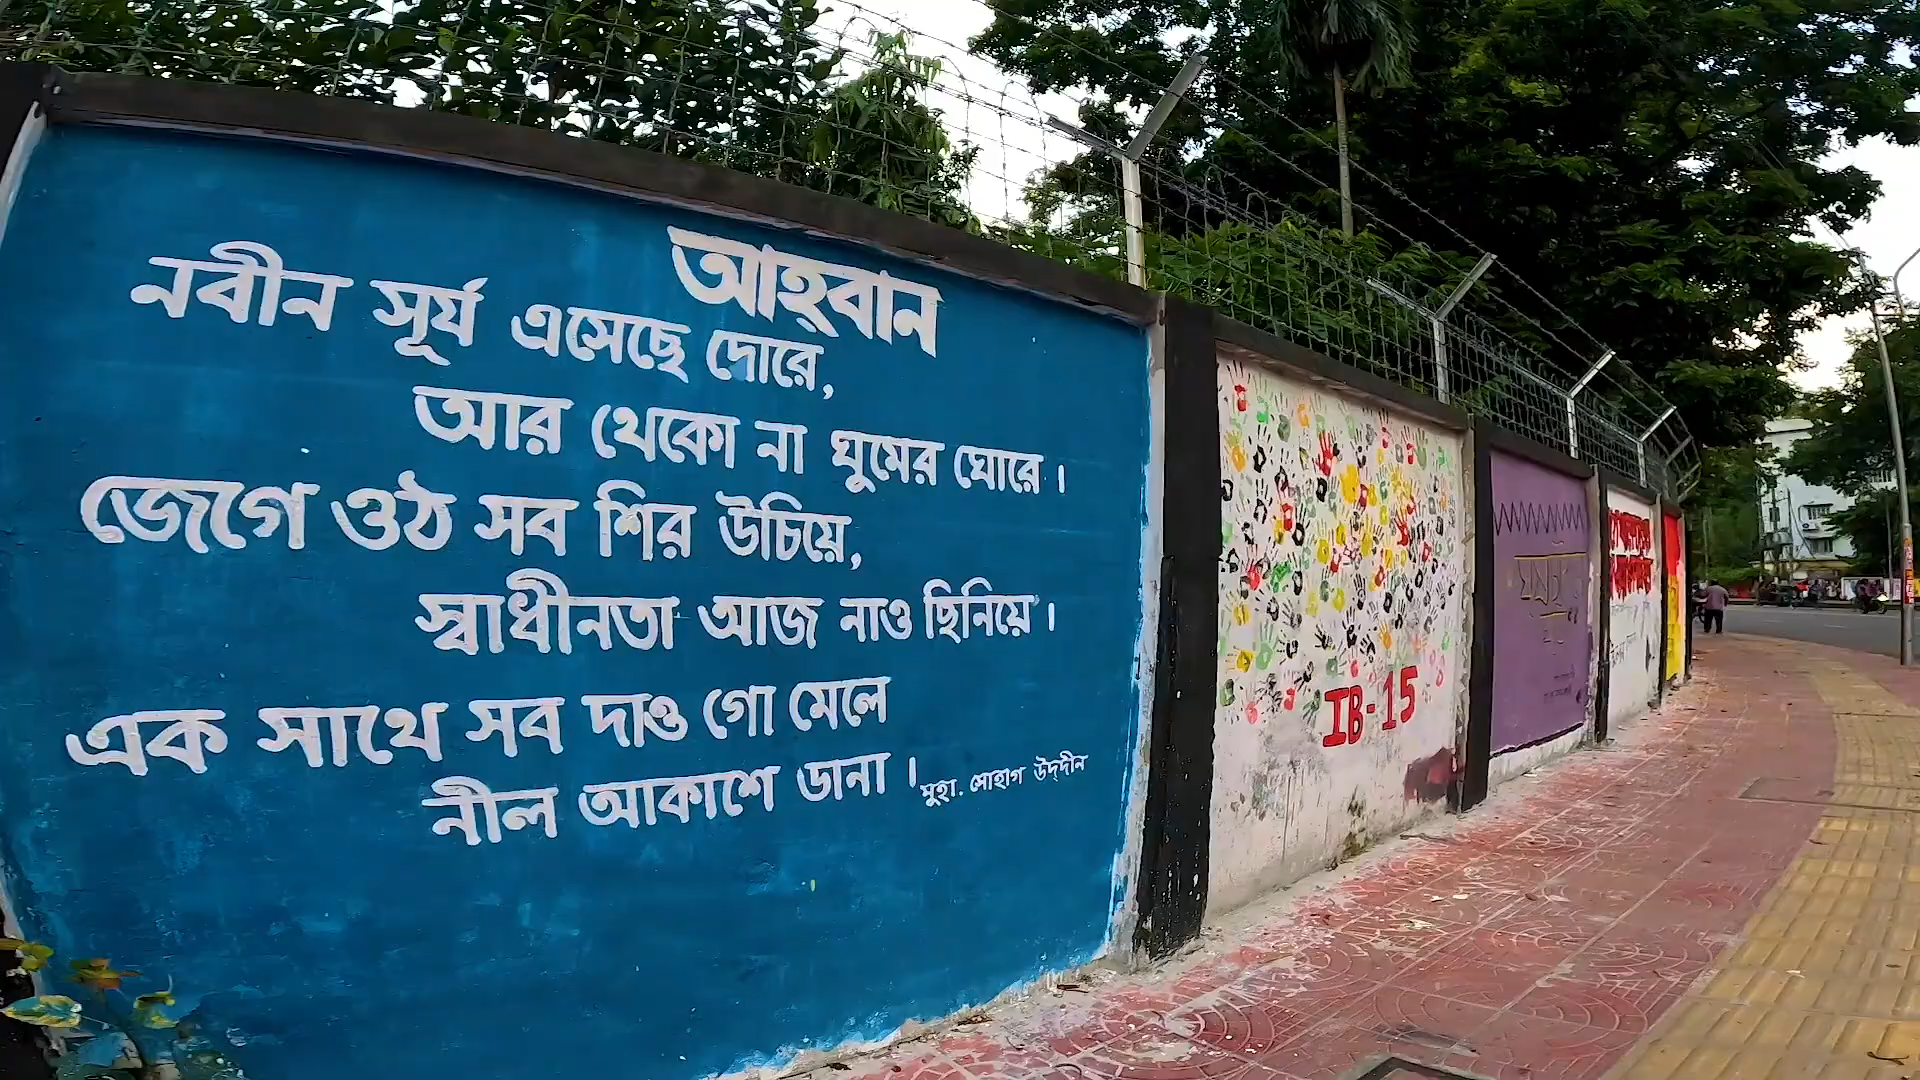 আহ্বান
নবীন সূর্য এসেছে দোরে,
আর থেকো না ঘুমের ঘোরে।
জেগে ওঠ সব শির উচিয়ে,
স্বাধীনতা আজ নাও ছিনিয়ে।
এক সাথে সব দাও গো মেলে
নীল আকাশে ডানা।
মুহা. সোহাগ উদ্দীন
IB-15